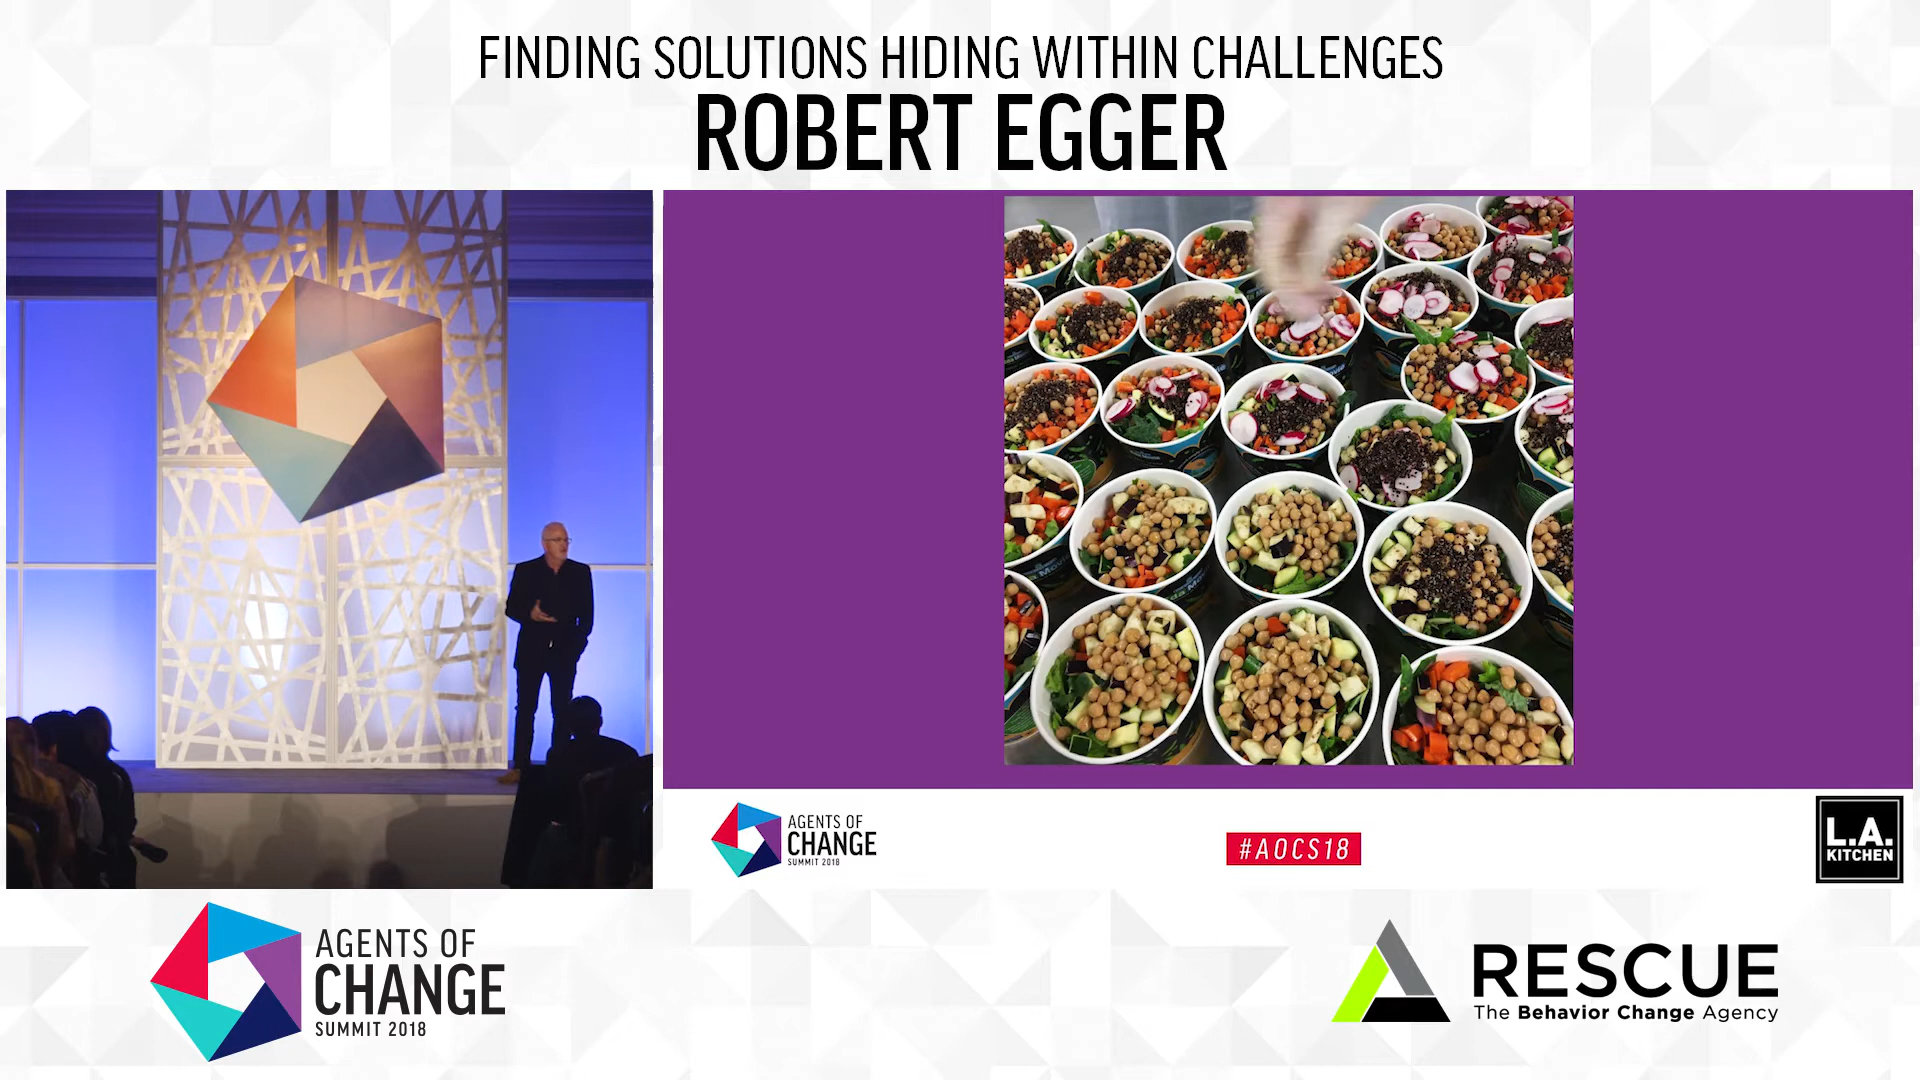 FINDING SOLUTIONS HIDING WITHIN CHALLENGES
ROBERT EGGER
AGENTS OF
CHANGE
SUMMIT 2018
#AOCS18
L.A.
KITCHEN
AGENTS OF
CHANGE
SUMMIT 2018
RESCUE
The Behavior Change Agency